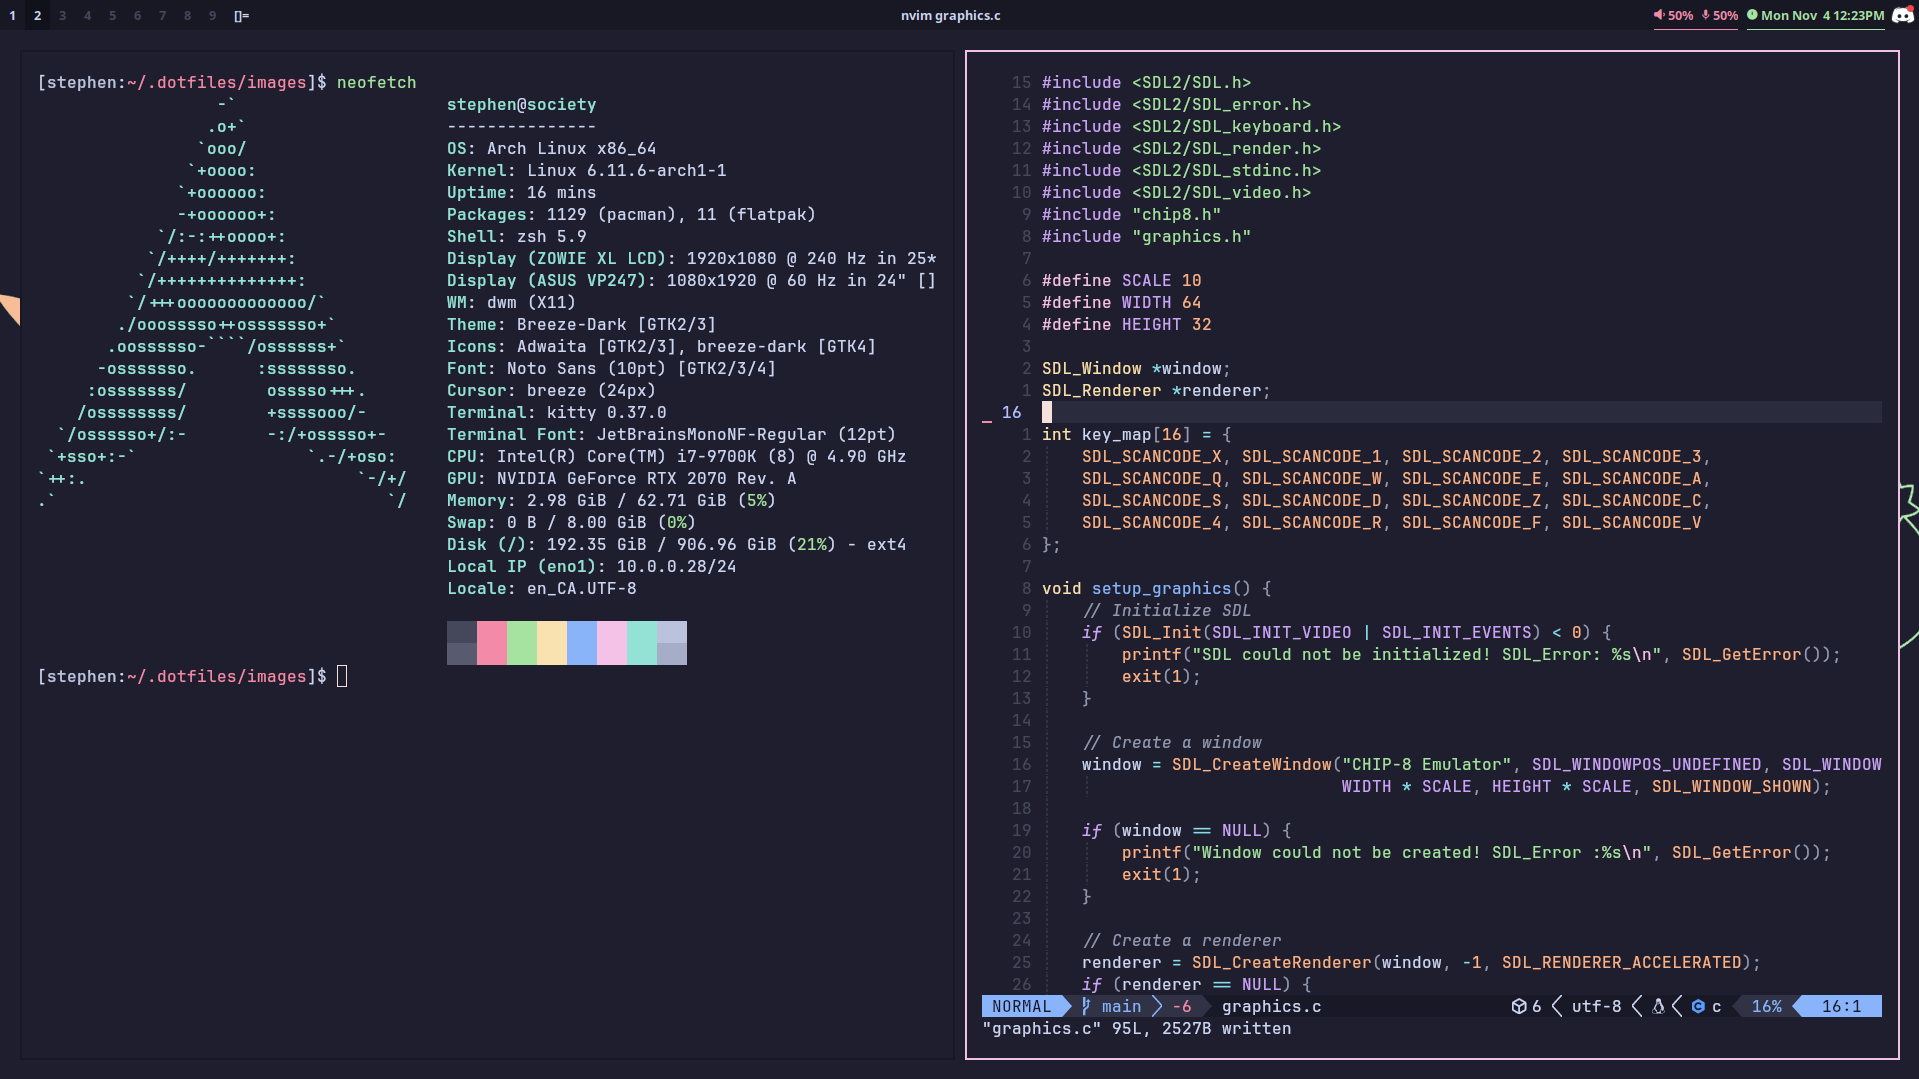 1 2 3 4 5 6 7 8 9 []=
nvim graphics.c
50% 50% Mon Nov 4 12:23PM
[stephen:~/.dotfiles/images]$ neofetch
-`
.o+`
`ooo/
`+oooo:
`+oooooo:
-+oooooo+:
`/:-:++oooo+:
`/++++/+++++++:
`/++++++++++++++:
`/+++ooooooooooooo/`
./ooosssso++osssssso+`
.oossssso-````/ossssss+`
-osssssso. :ssssssso.
:osssssss/ osssso+++.
/ossssssss/ +ssssooo/-
`/ossssso+/:- -:/+osssso+-
`+sso+:-` `.-/+oso:
`++:. `-/+/
.` `/
stephen@society
---------------
OS: Arch Linux x86_64
Kernel: Linux 6.11.6-arch1-1
Uptime: 16 mins
Packages: 1129 (pacman), 11 (flatpak)
Shell: zsh 5.9
Display (ZOWIE XL LCD): 1920x1080 @ 240 Hz in 25*
Display (ASUS VP247): 1080x1920 @ 60 Hz in 24" []
WM: dwm (X11)
Theme: Breeze-Dark [GTK2/3]
Icons: Adwaita [GTK2/3], breeze-dark [GTK4]
Font: Noto Sans (10pt) [GTK2/3/4]
Cursor: breeze (24px)
Terminal: kitty 0.37.0
Terminal Font: JetBrainsMonoNF-Regular (12pt)
CPU: Intel(R) Core(TM) i7-9700K (8) @ 4.90 GHz
GPU: NVIDIA GeForce RTX 2070 Rev. A
Memory: 2.98 GiB / 62.71 GiB (5%)
Swap: 0 B / 8.00 GiB (0%)
Disk (/): 192.35 GiB / 906.96 GiB (21%) - ext4
Local IP (eno1): 10.0.0.28/24
Locale: en_CA.UTF-8
[stephen:~/.dotfiles/images]$
15 #include <SDL2/SDL.h>
14 #include <SDL2/SDL_error.h>
13 #include <SDL2/SDL_keyboard.h>
12 #include <SDL2/SDL_render.h>
11 #include <SDL2/SDL_stdinc.h>
10 #include <SDL2/SDL_video.h>
9 #include "chip8.h"
8 #include "graphics.h"
7
6 #define SCALE 10
5 #define WIDTH 64
4 #define HEIGHT 32
3
2 SDL_Window *window;
1 SDL_Renderer *renderer;
_ 16
1 int key_map[16] = {
2 SDL_SCANCODE_X, SDL_SCANCODE_1, SDL_SCANCODE_2, SDL_SCANCODE_3,
3 SDL_SCANCODE_Q, SDL_SCANCODE_W, SDL_SCANCODE_E, SDL_SCANCODE_A,
4 SDL_SCANCODE_S, SDL_SCANCODE_D, SDL_SCANCODE_Z, SDL_SCANCODE_C,
5 SDL_SCANCODE_4, SDL_SCANCODE_R, SDL_SCANCODE_F, SDL_SCANCODE_V
6 };
7
8 void setup_graphics() {
9 // Initialize SDL
10 if (SDL_Init(SDL_INIT_VIDEO | SDL_INIT_EVENTS) < 0) {
11 printf("SDL could not be initialized! SDL_Error: %s\n", SDL_GetError());
12 exit(1);
13 }
14
15 // Create a window
16 window = SDL_CreateWindow("CHIP-8 Emulator", SDL_WINDOWPOS_UNDEFINED, SDL_WINDOW
17 WIDTH * SCALE, HEIGHT * SCALE, SDL_WINDOW_SHOWN);
18
19 if (window == NULL) {
20 printf("Window could not be created! SDL_Error :%s\n", SDL_GetError());
21 exit(1);
22 }
23
24 // Create a renderer
25 renderer = SDL_CreateRenderer(window, -1, SDL_RENDERER_ACCELERATED);
26 if (renderer == NULL) {
NORMAL main -6 graphics.c 6 utf-8 c 16% 16:1
"graphics.c" 95L, 2527B written